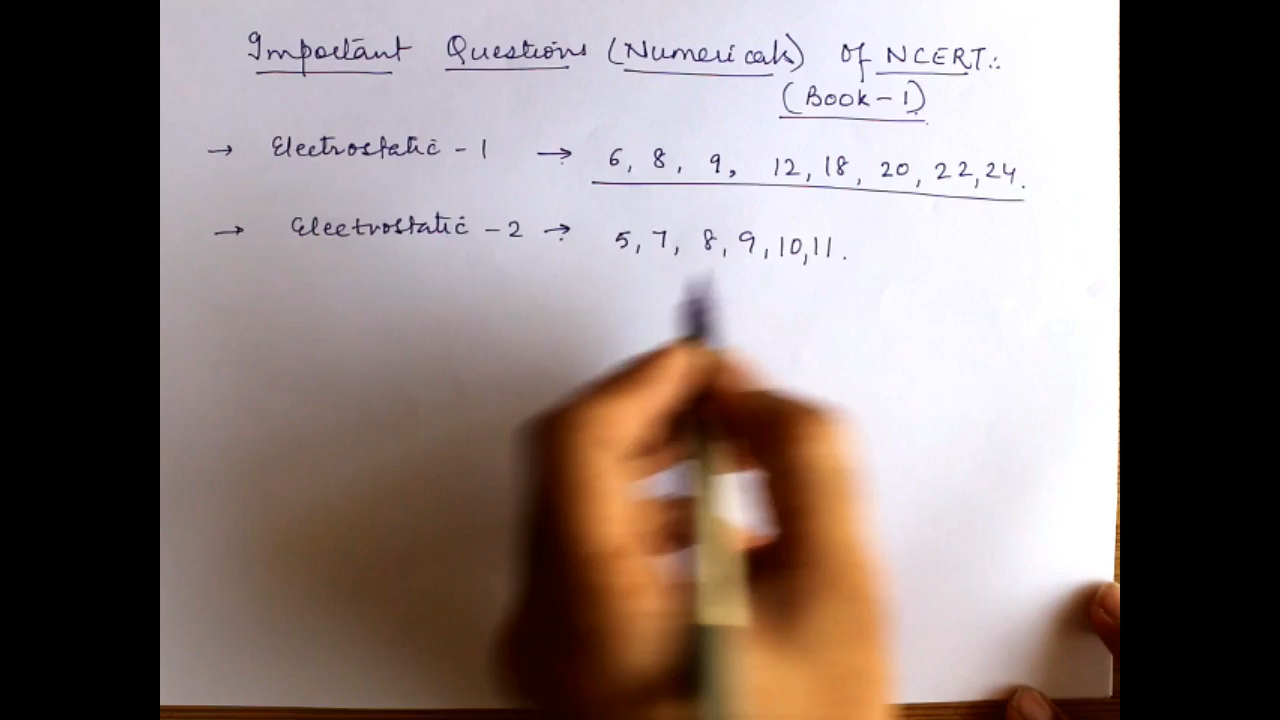 Important Questions (Numericals) of NCERT:.
(Book-1)
→ Electrostatic - 1 → 6, 8, 9, 12, 18, 20, 22, 24.
→ Electrostatic - 2 → 5, 7, 8, 9, 10, 11.